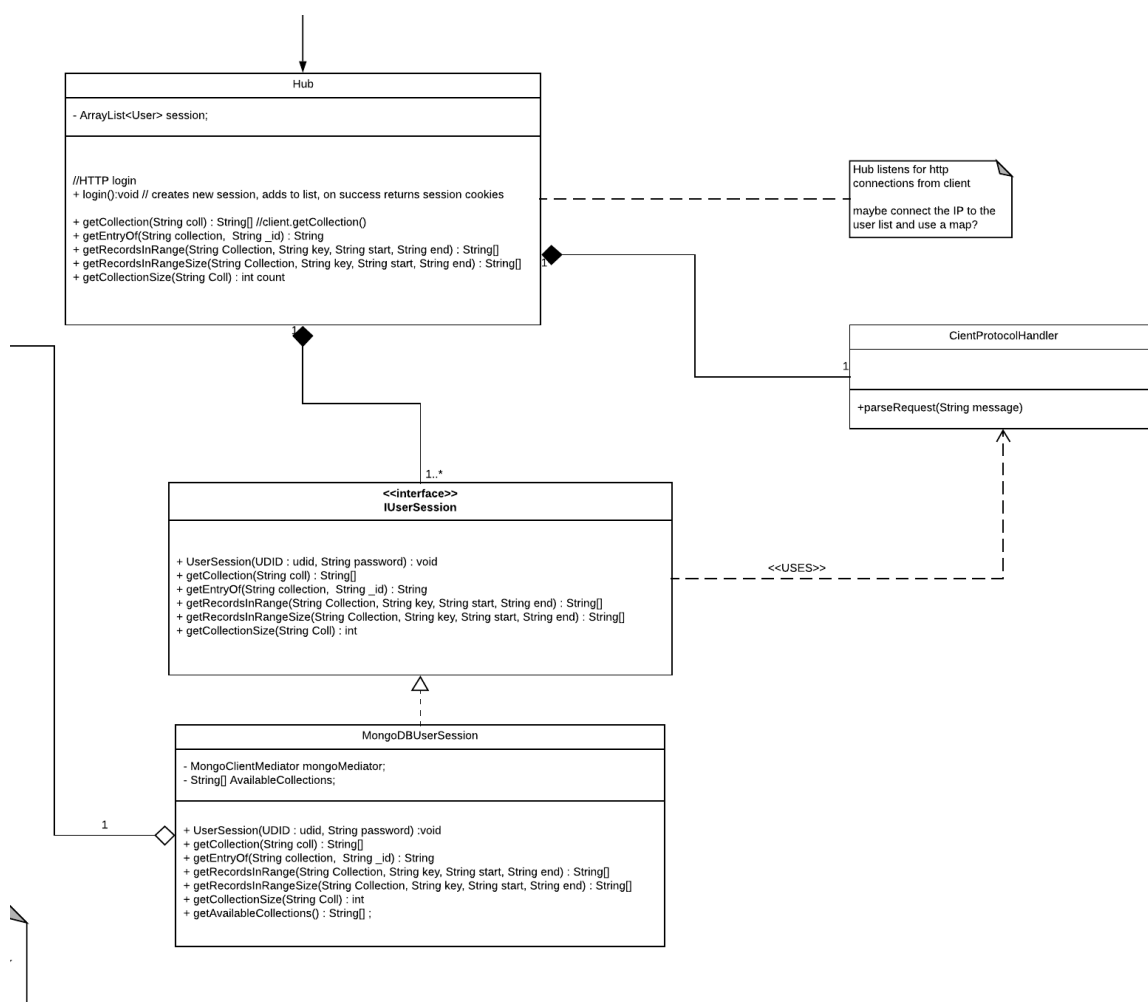 Hub
- ArrayList<User> session;
//HTTP login
+ login():void // creates new session, adds to list, on success returns session cookies
+ getCollection(String coll) : String[] //client.getCollection()
+ getEntryOf(String collection,  String _id) : String
+ getRecordsInRange(String Collection, String key, String start, String end) : String[]
+ getRecordsInRangeSize(String Collection, String key, String start, String end) : String[]
+ getCollectionSize(String Coll) : int count
Hub listens for http
connections from client
maybe connect the IP to the
user list and use a map?
1
1
CientProtocolHandler
1
+parseRequest(String message)
1..*
<<interface>>
IUserSession
+ UserSession(UDID : udid, String password) : void
+ getCollection(String coll) : String[]
+ getEntryOf(String collection,  String _id) : String
+ getRecordsInRange(String Collection, String key, String start, String end) : String[]
+ getRecordsInRangeSize(String Collection, String key, String start, String end) : String[]
+ getCollectionSize(String Coll) : int
<<USES>>
MongoDBUserSession
- MongoClientMediator mongoMediator;
- String[] AvailableCollections;
1
+ UserSession(UDID : udid, String password) :void
+ getCollection(String coll) : String[]
+ getEntryOf(String collection,  String _id) : String
+ getRecordsInRange(String Collection, String key, String start, String end) : String[]
+ getRecordsInRangeSize(String Collection, String key, String start, String end) : String[]
+ getCollectionSize(String Coll) : int
+ getAvailableCollections() : String[] ;
.